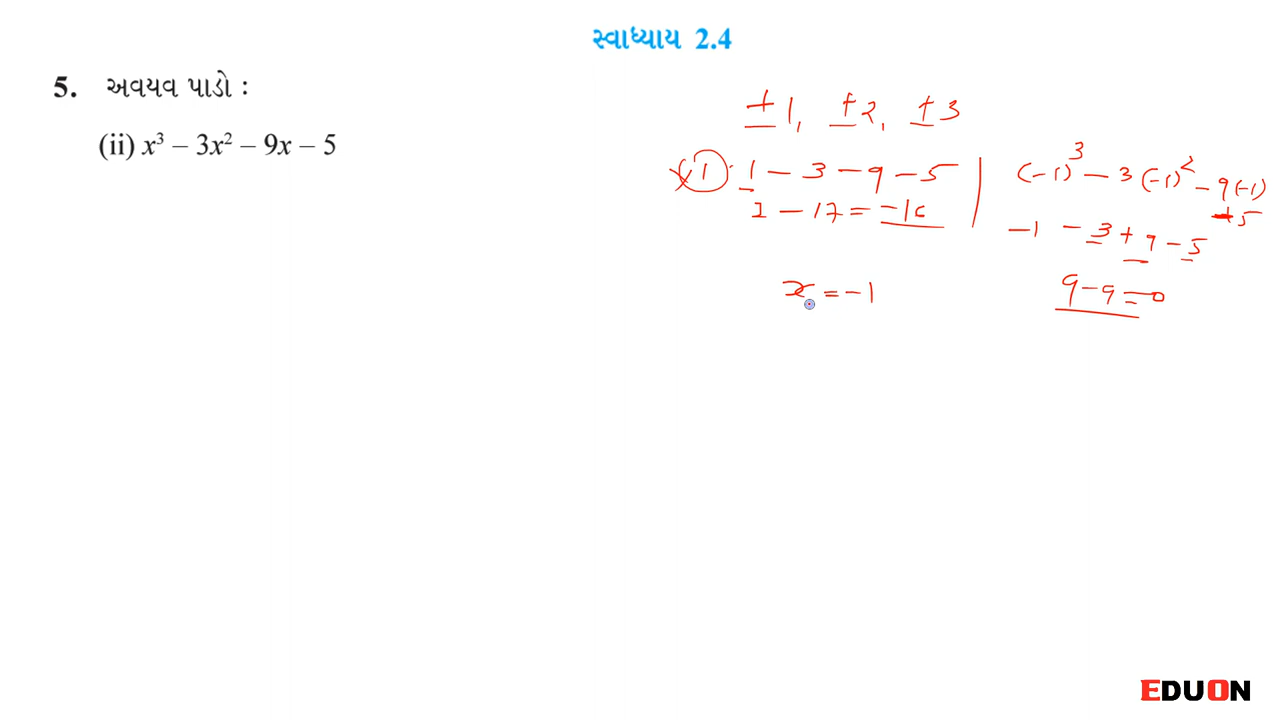 સ્વાધ્યાય 2.4
5. અવયવ પાડો :
(ii) x³ – 3x² – 9x – 5
± 1, ± 2, ± 3
1 · 1 – 3 – 9 – 5
1 – 17 = –16
x = –1
(–1)³ – 3 (–1)² – 9 (–1)
– 5
–1 – 3 + 9 – 5
9 – 9 = 0
EDUON